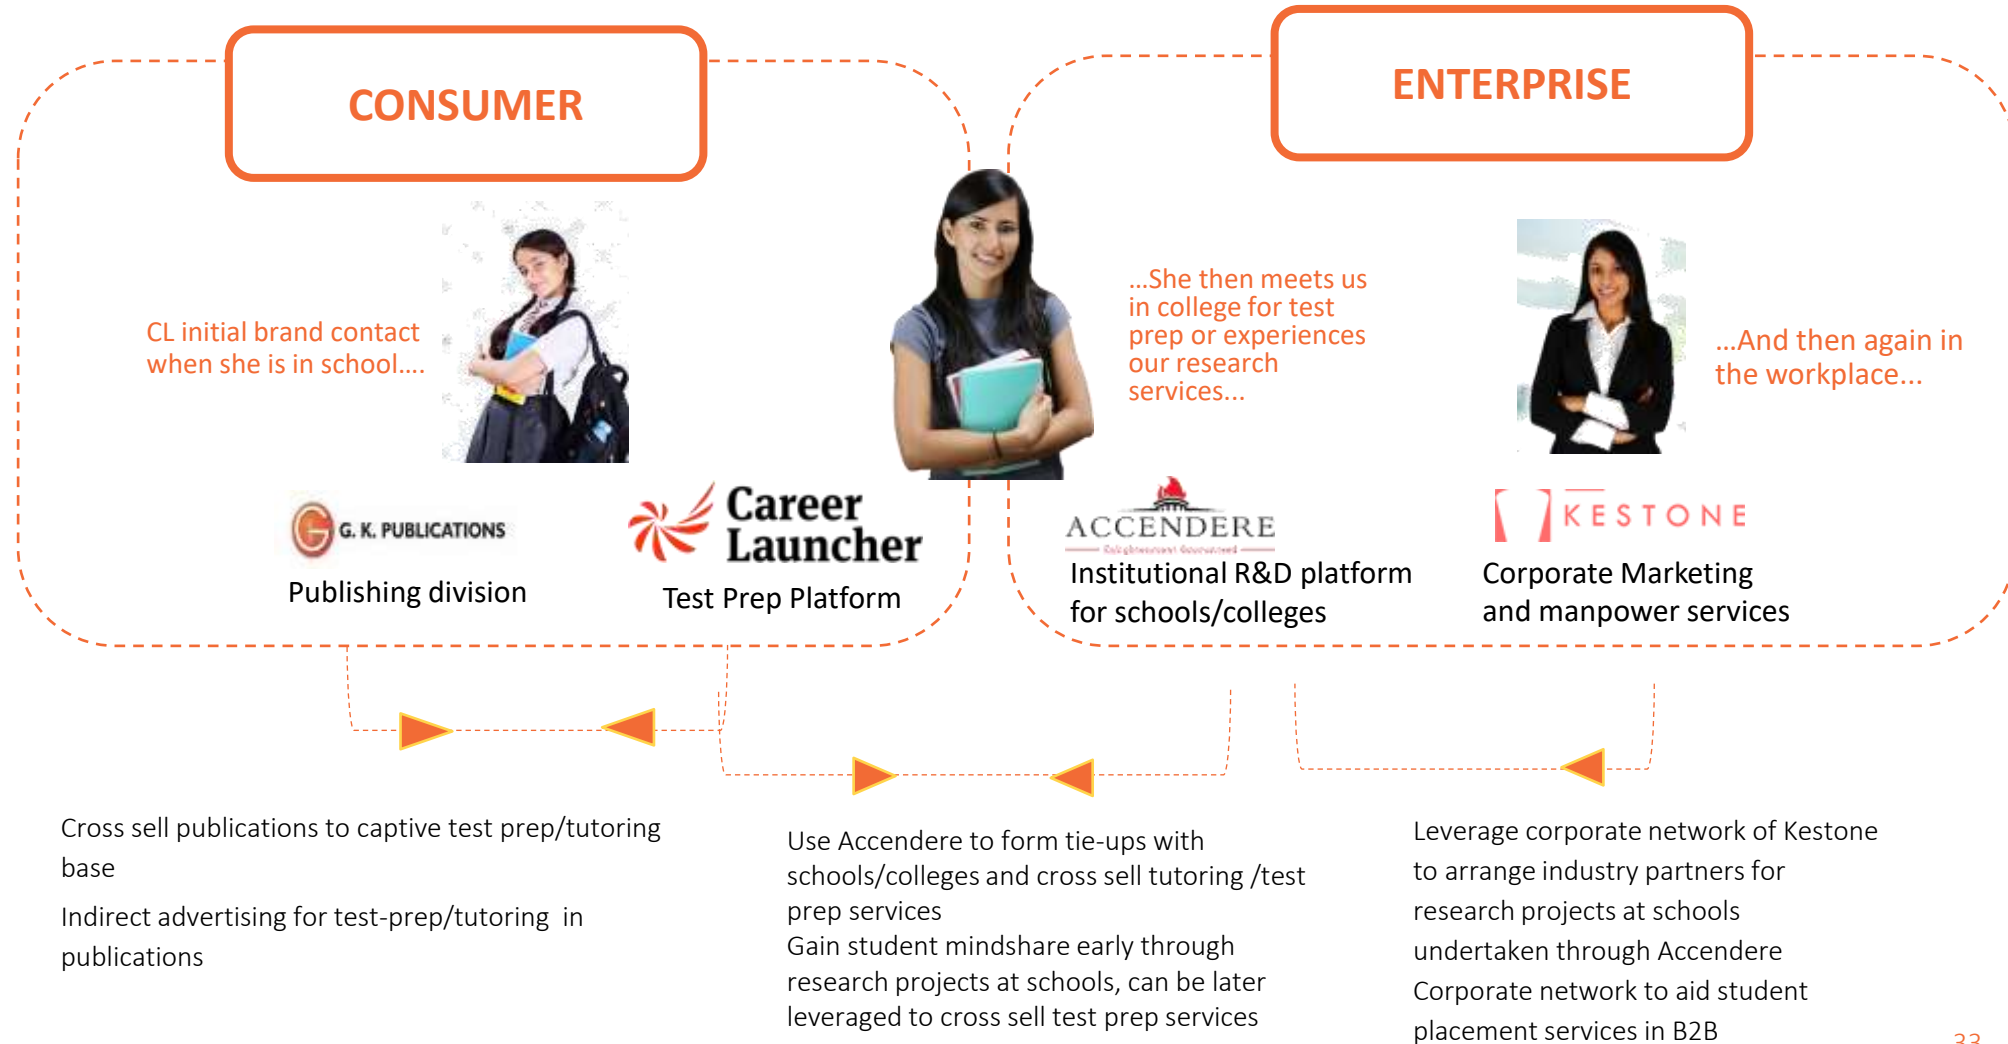 CONSUMER
ENTERPRISE
CL initial brand contact
when she is in school....
...She then meets us
in college for test
prep or experiences
our research
services...
...And then again in
the workplace...
G. K. PUBLICATIONS
Publishing division
Career
Launcher
Test Prep Platform
ACCENDERE
Institutional R&D platform
for schools/colleges
KESTONE
Corporate Marketing
and manpower services
Cross sell publications to captive test prep/tutoring
base
Indirect advertising for test-prep/tutoring in
publications
Use Accendere to form tie-ups with
schools/colleges and cross sell tutoring /test
prep services
Gain student mindshare early through
research projects at schools, can be later
leveraged to cross sell test prep services
Leverage corporate network of Kestone
to arrange industry partners for
research projects at schools
undertaken through Accendere
Corporate network to aid student
placement services in B2B
33